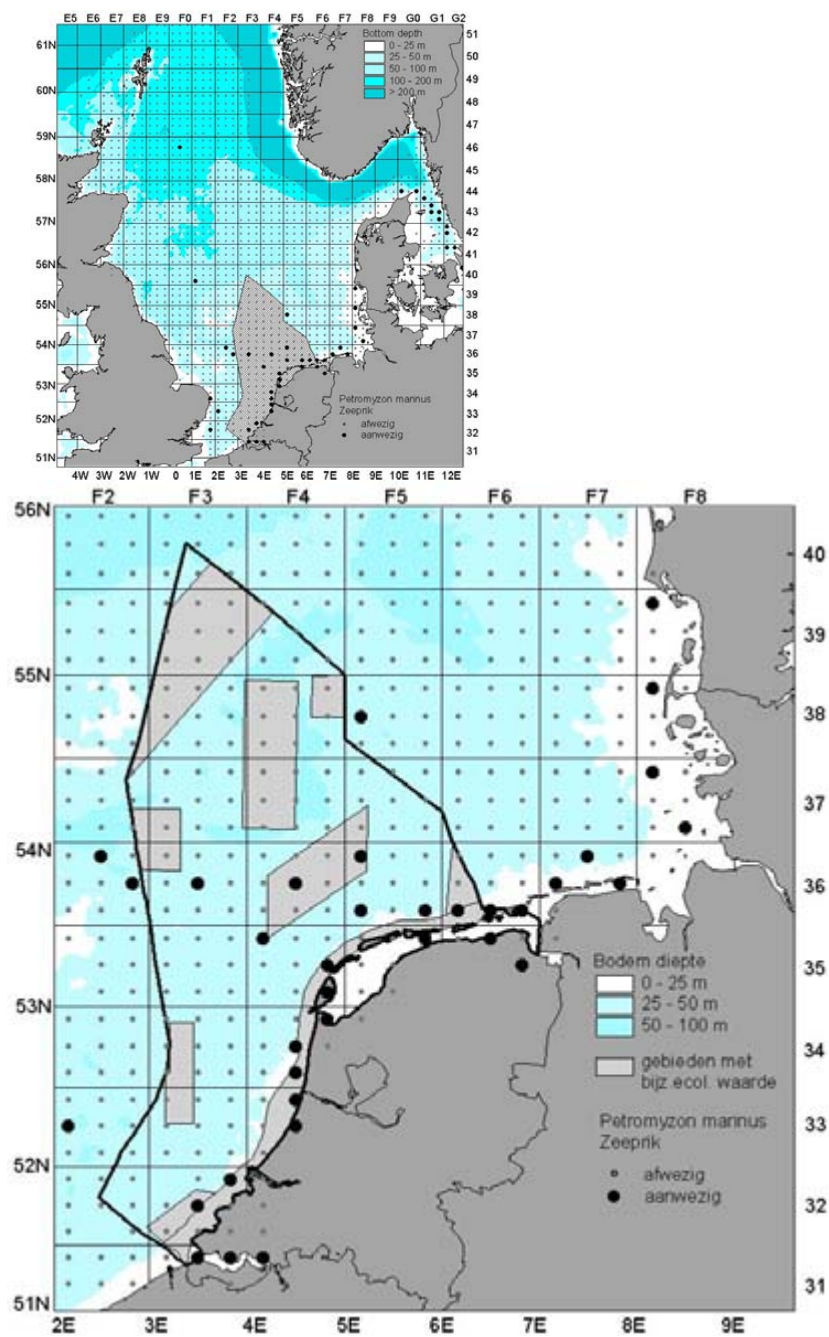 E5 E6 E7 E8 E9 F0 F1 F2 F3 F4 F5 F6 F7 F8 F9 G0 G1 G2
61N
60N
59N
58N
57N
56N
55N
54N
53N
52N
51N
Bottom depth
0 - 25 m
25 - 50 m
50 - 100 m
100 - 200 m
> 200 m
51
50
49
48
47
46
45
44
43
42
41
40
39
38
37
36
35
34
33
32
31
Petromyzon marinus
Zeeprik
afwezig
aanwezig
4W 3W 2W 1W 0 1E 2E 3E 4E 5E 6E 7E 8E 9E 10E 11E 12E
F2 F3 F4 F5 F6 F7 F8
56N
55N
54N
53N
52N
51N
40
39
38
37
36
35
34
33
32
31
Bodem diepte
0 - 25 m
25 - 50 m
50 - 100 m
gebieden met
bijz ecol. waarde
Petromyzon marinus
Zeeprik
afwezig
aanwezig
2E 3E 4E 5E 6E 7E 8E 9E